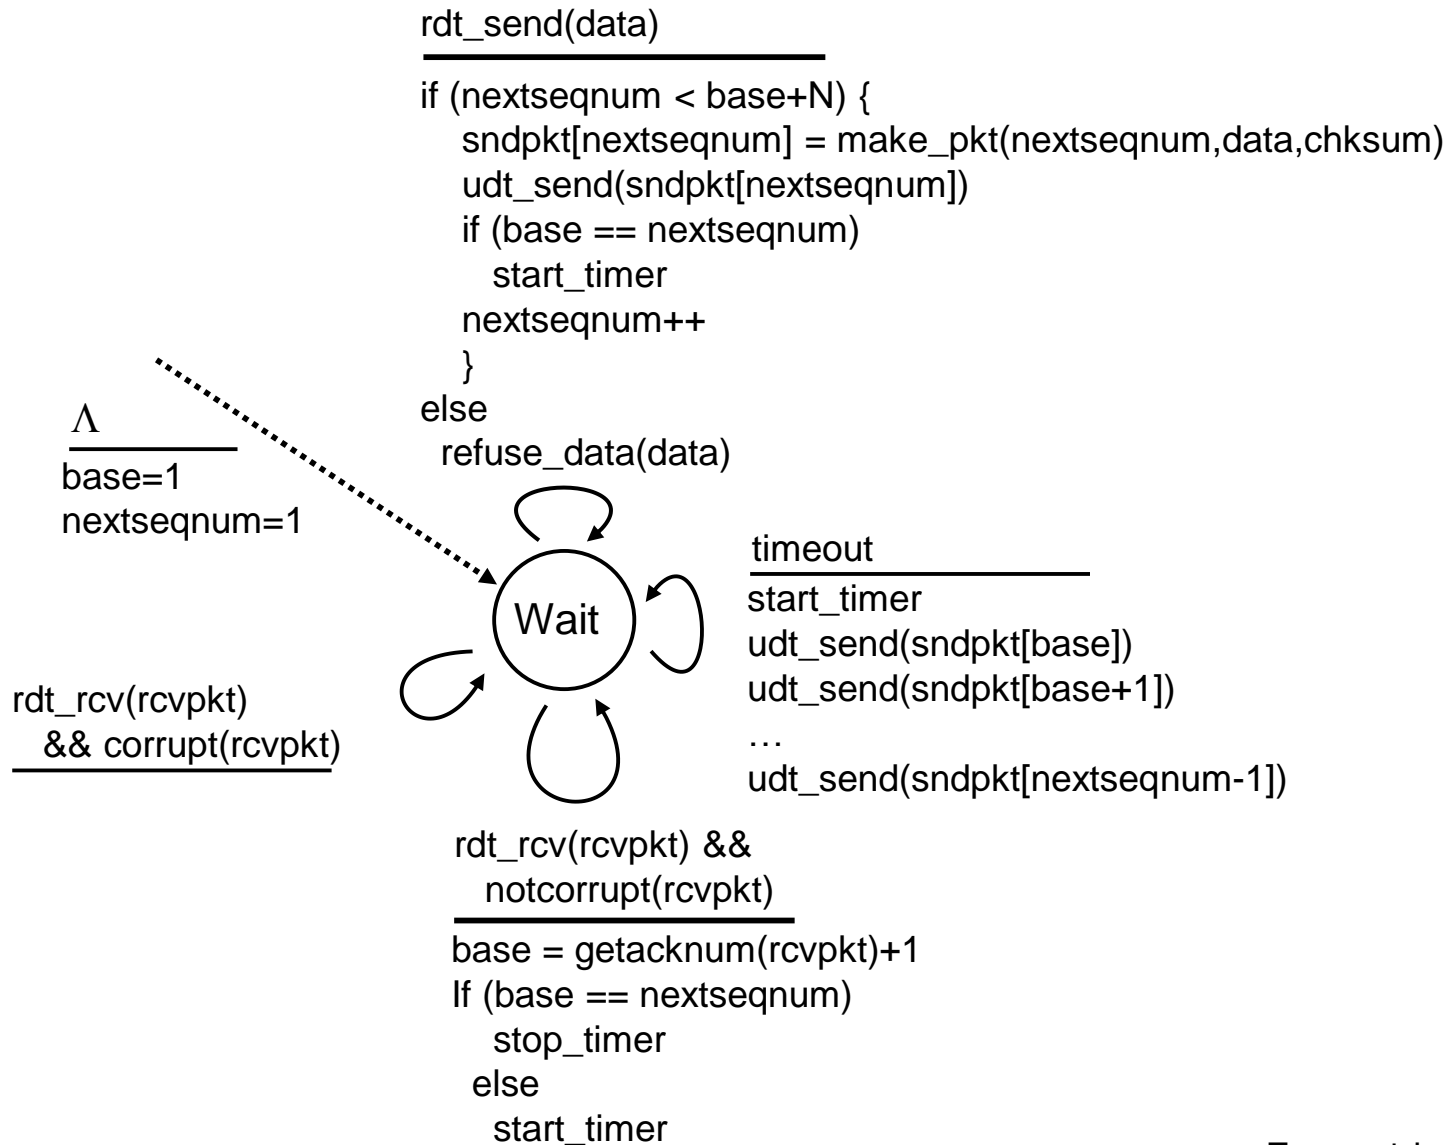 rdt_send(data)
if (nextseqnum < base+N) {
sndpkt[nextseqnum] = make_pkt(nextseqnum,data,chksum)
udt_send(sndpkt[nextseqnum])
if (base == nextseqnum)
start_timer
nextseqnum++
}
else
refuse_data(data)
Λ
base=1
nextseqnum=1
Wait
timeout
start_timer
udt_send(sndpkt[base])
udt_send(sndpkt[base+1])
…
udt_send(sndpkt[nextseqnum-1])
rdt_rcv(rcvpkt)
&& corrupt(rcvpkt)
rdt_rcv(rcvpkt) &&
notcorrupt(rcvpkt)
base = getacknum(rcvpkt)+1
If (base == nextseqnum)
stop_timer
else
start_timer